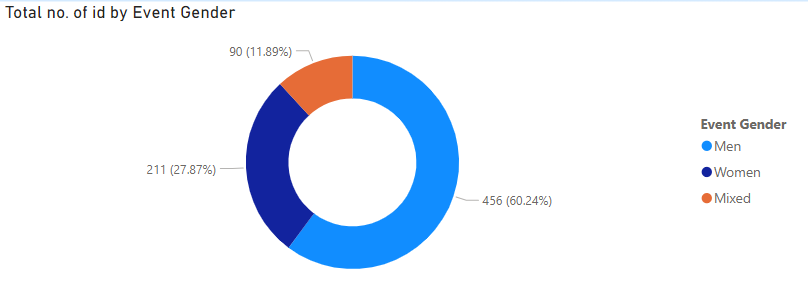 Total no. of id by Event Gender
90 (11.89%)
211 (27.87%)
456 (60.24%)
Event Gender
Men
Women
Mixed